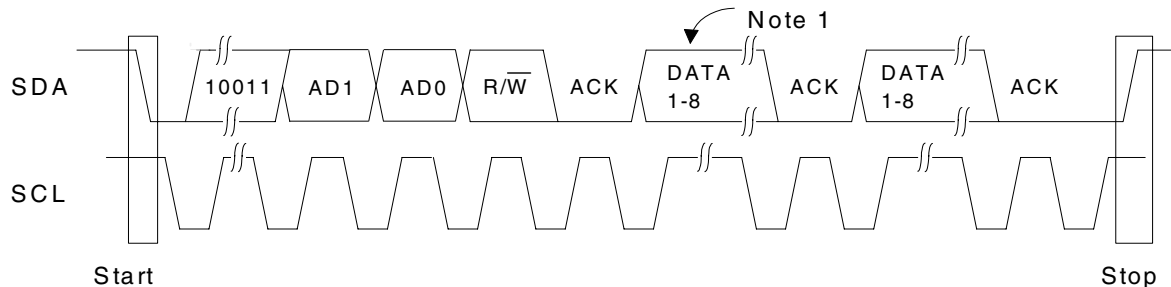 Note 1
SDA 10011 AD1 AD0 R/W̅ ACK DATA 1-8 ACK DATA 1-8 ACK
SCL
Start Stop